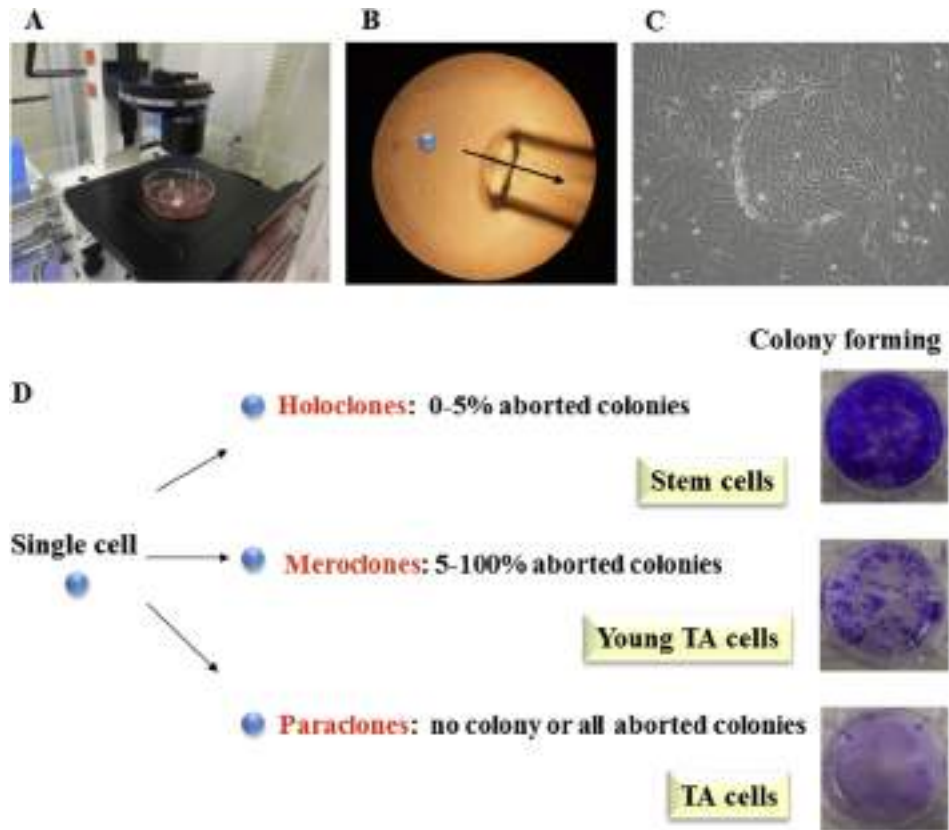 A
B
C
Colony forming
D
Holoclones: 0-5% aborted colonies
Stem cells
Single cell
Meroclones: 5-100% aborted colonies
Young TA cells
Paraclones: no colony or all aborted colonies
TA cells